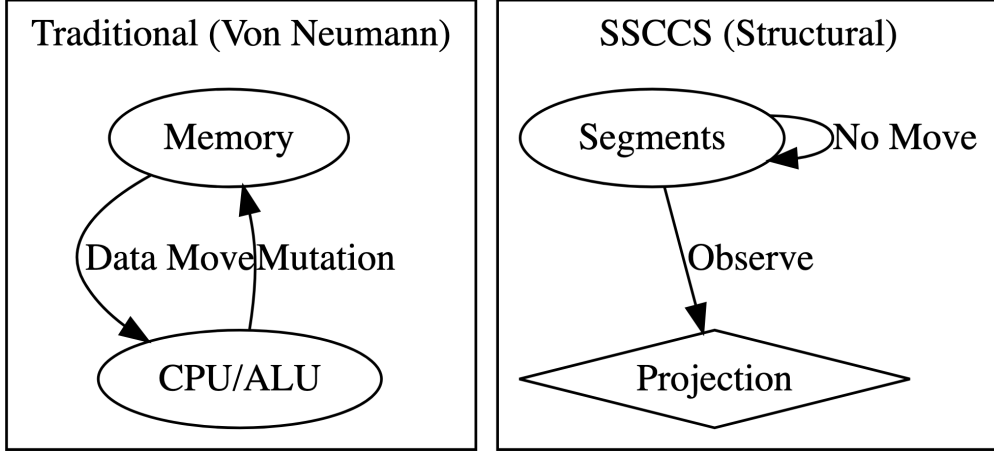 Traditional (Von Neumann)
Memory
Data Move
Mutation
CPU/ALU
SSCCS (Structural)
Segments
No Move
Observe
Projection